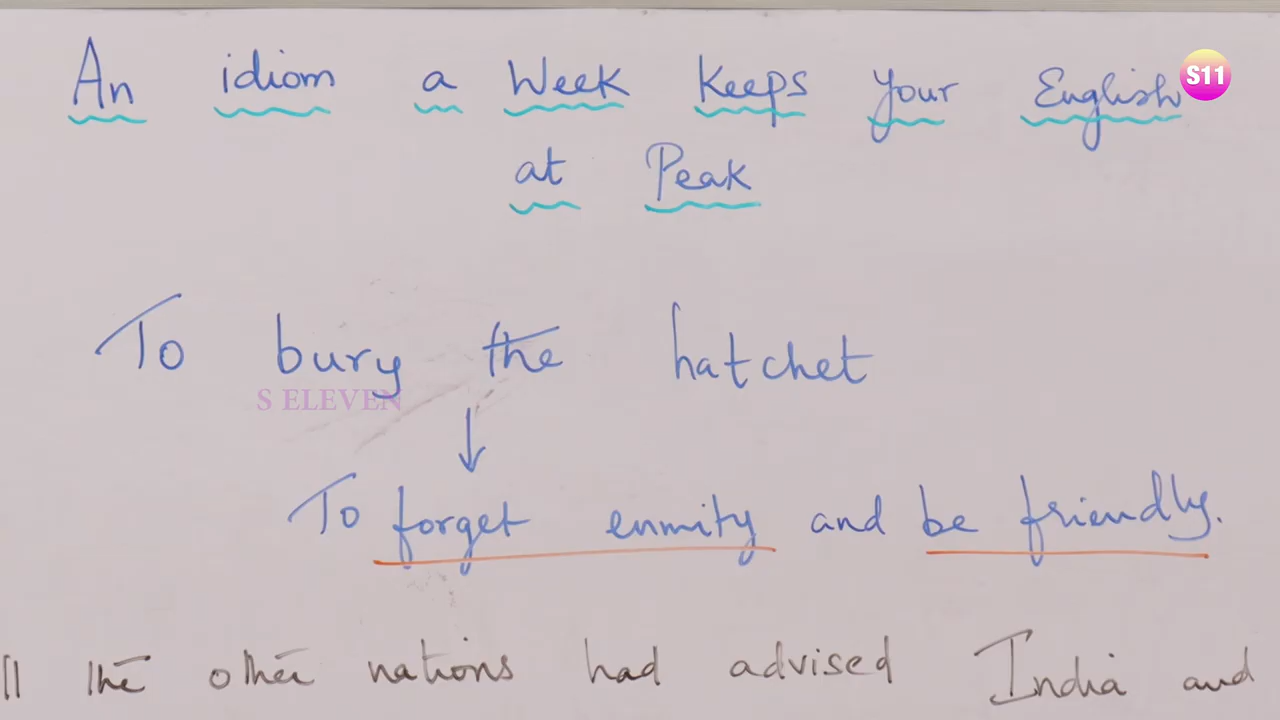 An idiom a Week Keeps Your English
S11
at Peak
To bury the hatchet
S ELEVEN
To forget enmity and be friendly.
the other nations had advised India and